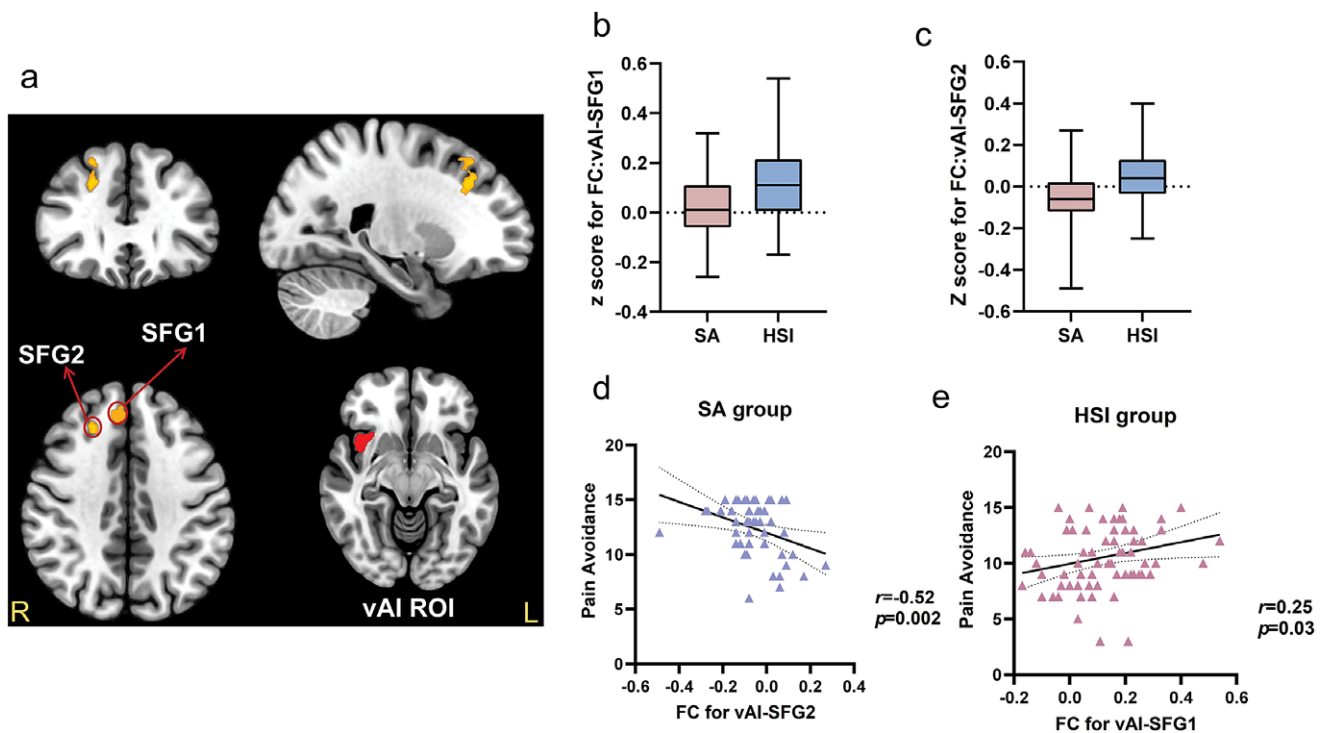 a
SFG1
SFG2
R
vAI ROI
L
b
z score for FC:vAI-SFG1
0.6
0.4
0.2
0.0
-0.2
-0.4
SA
HSI
c
Z score for FC:vAI-SFG2
0.6
0.4
0.2
0.0
-0.2
-0.4
-0.6
SA
HSI
d
SA group
Pain Avoidance
20
15
10
5
0
-0.6
-0.4
-0.2
0.0
0.2
0.4
FC for vAI-SFG2
r=-0.52
p=0.002
e
HSI group
Pain Avoidance
20
15
10
5
0
-0.2
0.0
0.2
0.4
0.6
FC for vAI-SFG1
r=0.25
p=0.03